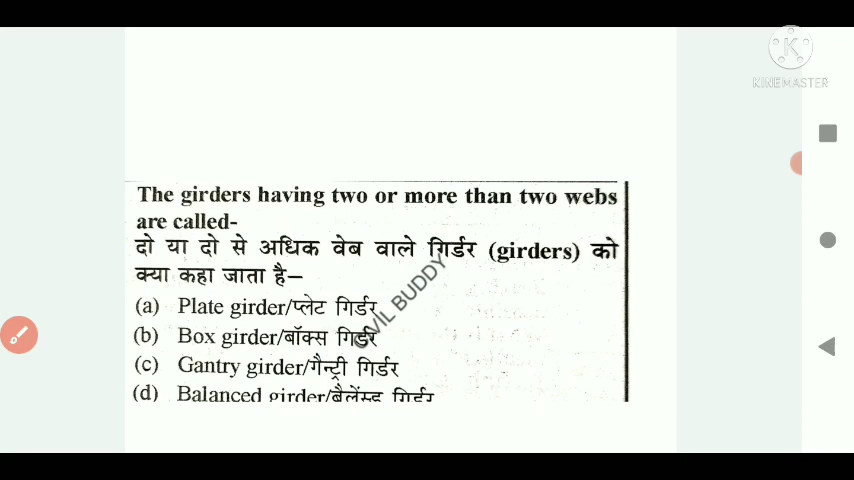 KINEMASTER
The girders having two or more than two webs
are called-
दो या दो से अधिक वेब वाले गिर्डर (girders) को
क्या कहा जाता है–
(a) Plate girder/प्लेट गिर्डर
(b) Box girder/बॉक्स गिर्डर
(c) Gantry girder/गैन्ट्री गिर्डर
(d) Balanced girder/बैलेंस्ड गिर्डर
CIVIL BUDDY